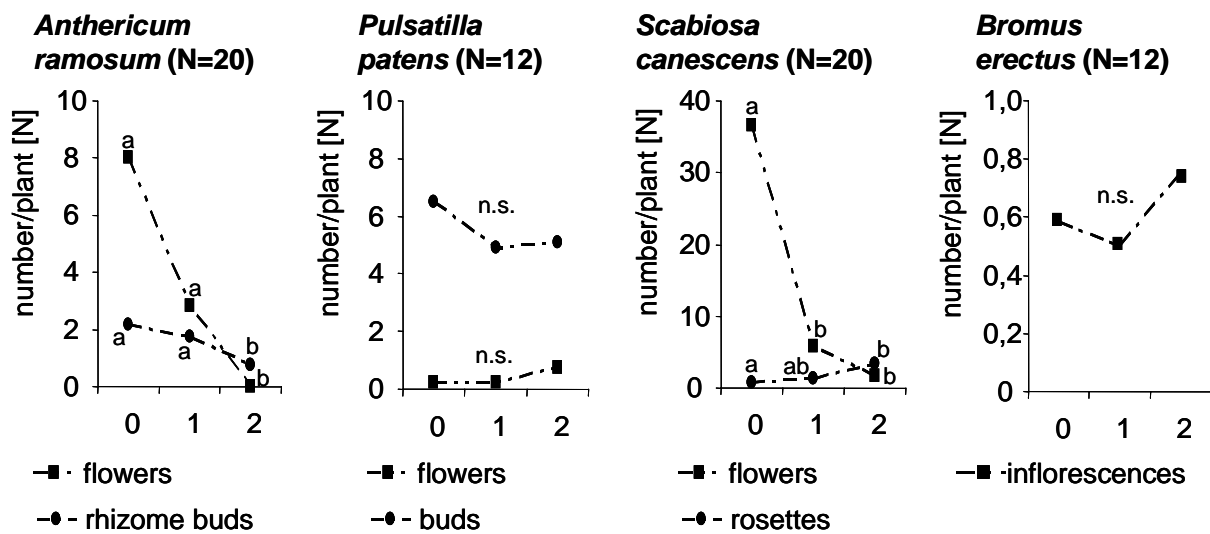 Anthericum
ramosum (N=20)
number/plant [N]
10
8
6
4
2
0
a
a
a
a
b
b
0 1 2
flowers
rhizome buds
Pulsatilla
patens (N=12)
number/plant [N]
10
8
6
4
2
0
n.s.
n.s.
0 1 2
flowers
buds
Scabiosa
canescens (N=20)
number/plant [N]
40
30
20
10
0
a
b
a
ab
b
b
0 1 2
flowers
rosettes
Bromus
erectus (N=12)
number/plant [N]
1,0
0,8
0,6
0,4
0,2
0
n.s.
0 1 2
inflorescences